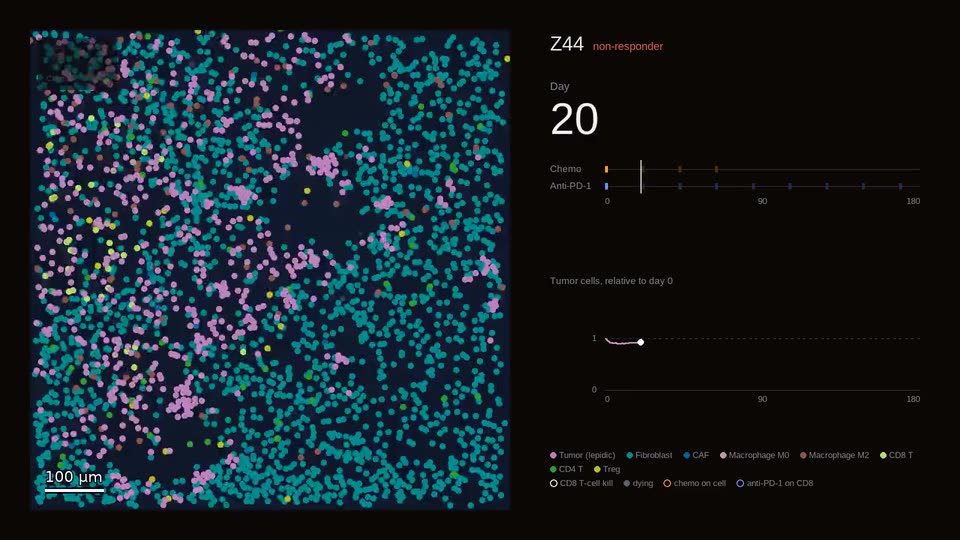 Z44 non-responder
Day
20
Chemo
Anti-PD-1
0 90 180
Tumor cells, relative to day 0
1
0
0 90 180
Tumor (lepidic) Fibroblast CAF Macrophage M0 Macrophage M2 CD8 T
CD4 T Treg
CD8 T-cell kill dying chemo on cell anti-PD-1 on CD8
100 µm